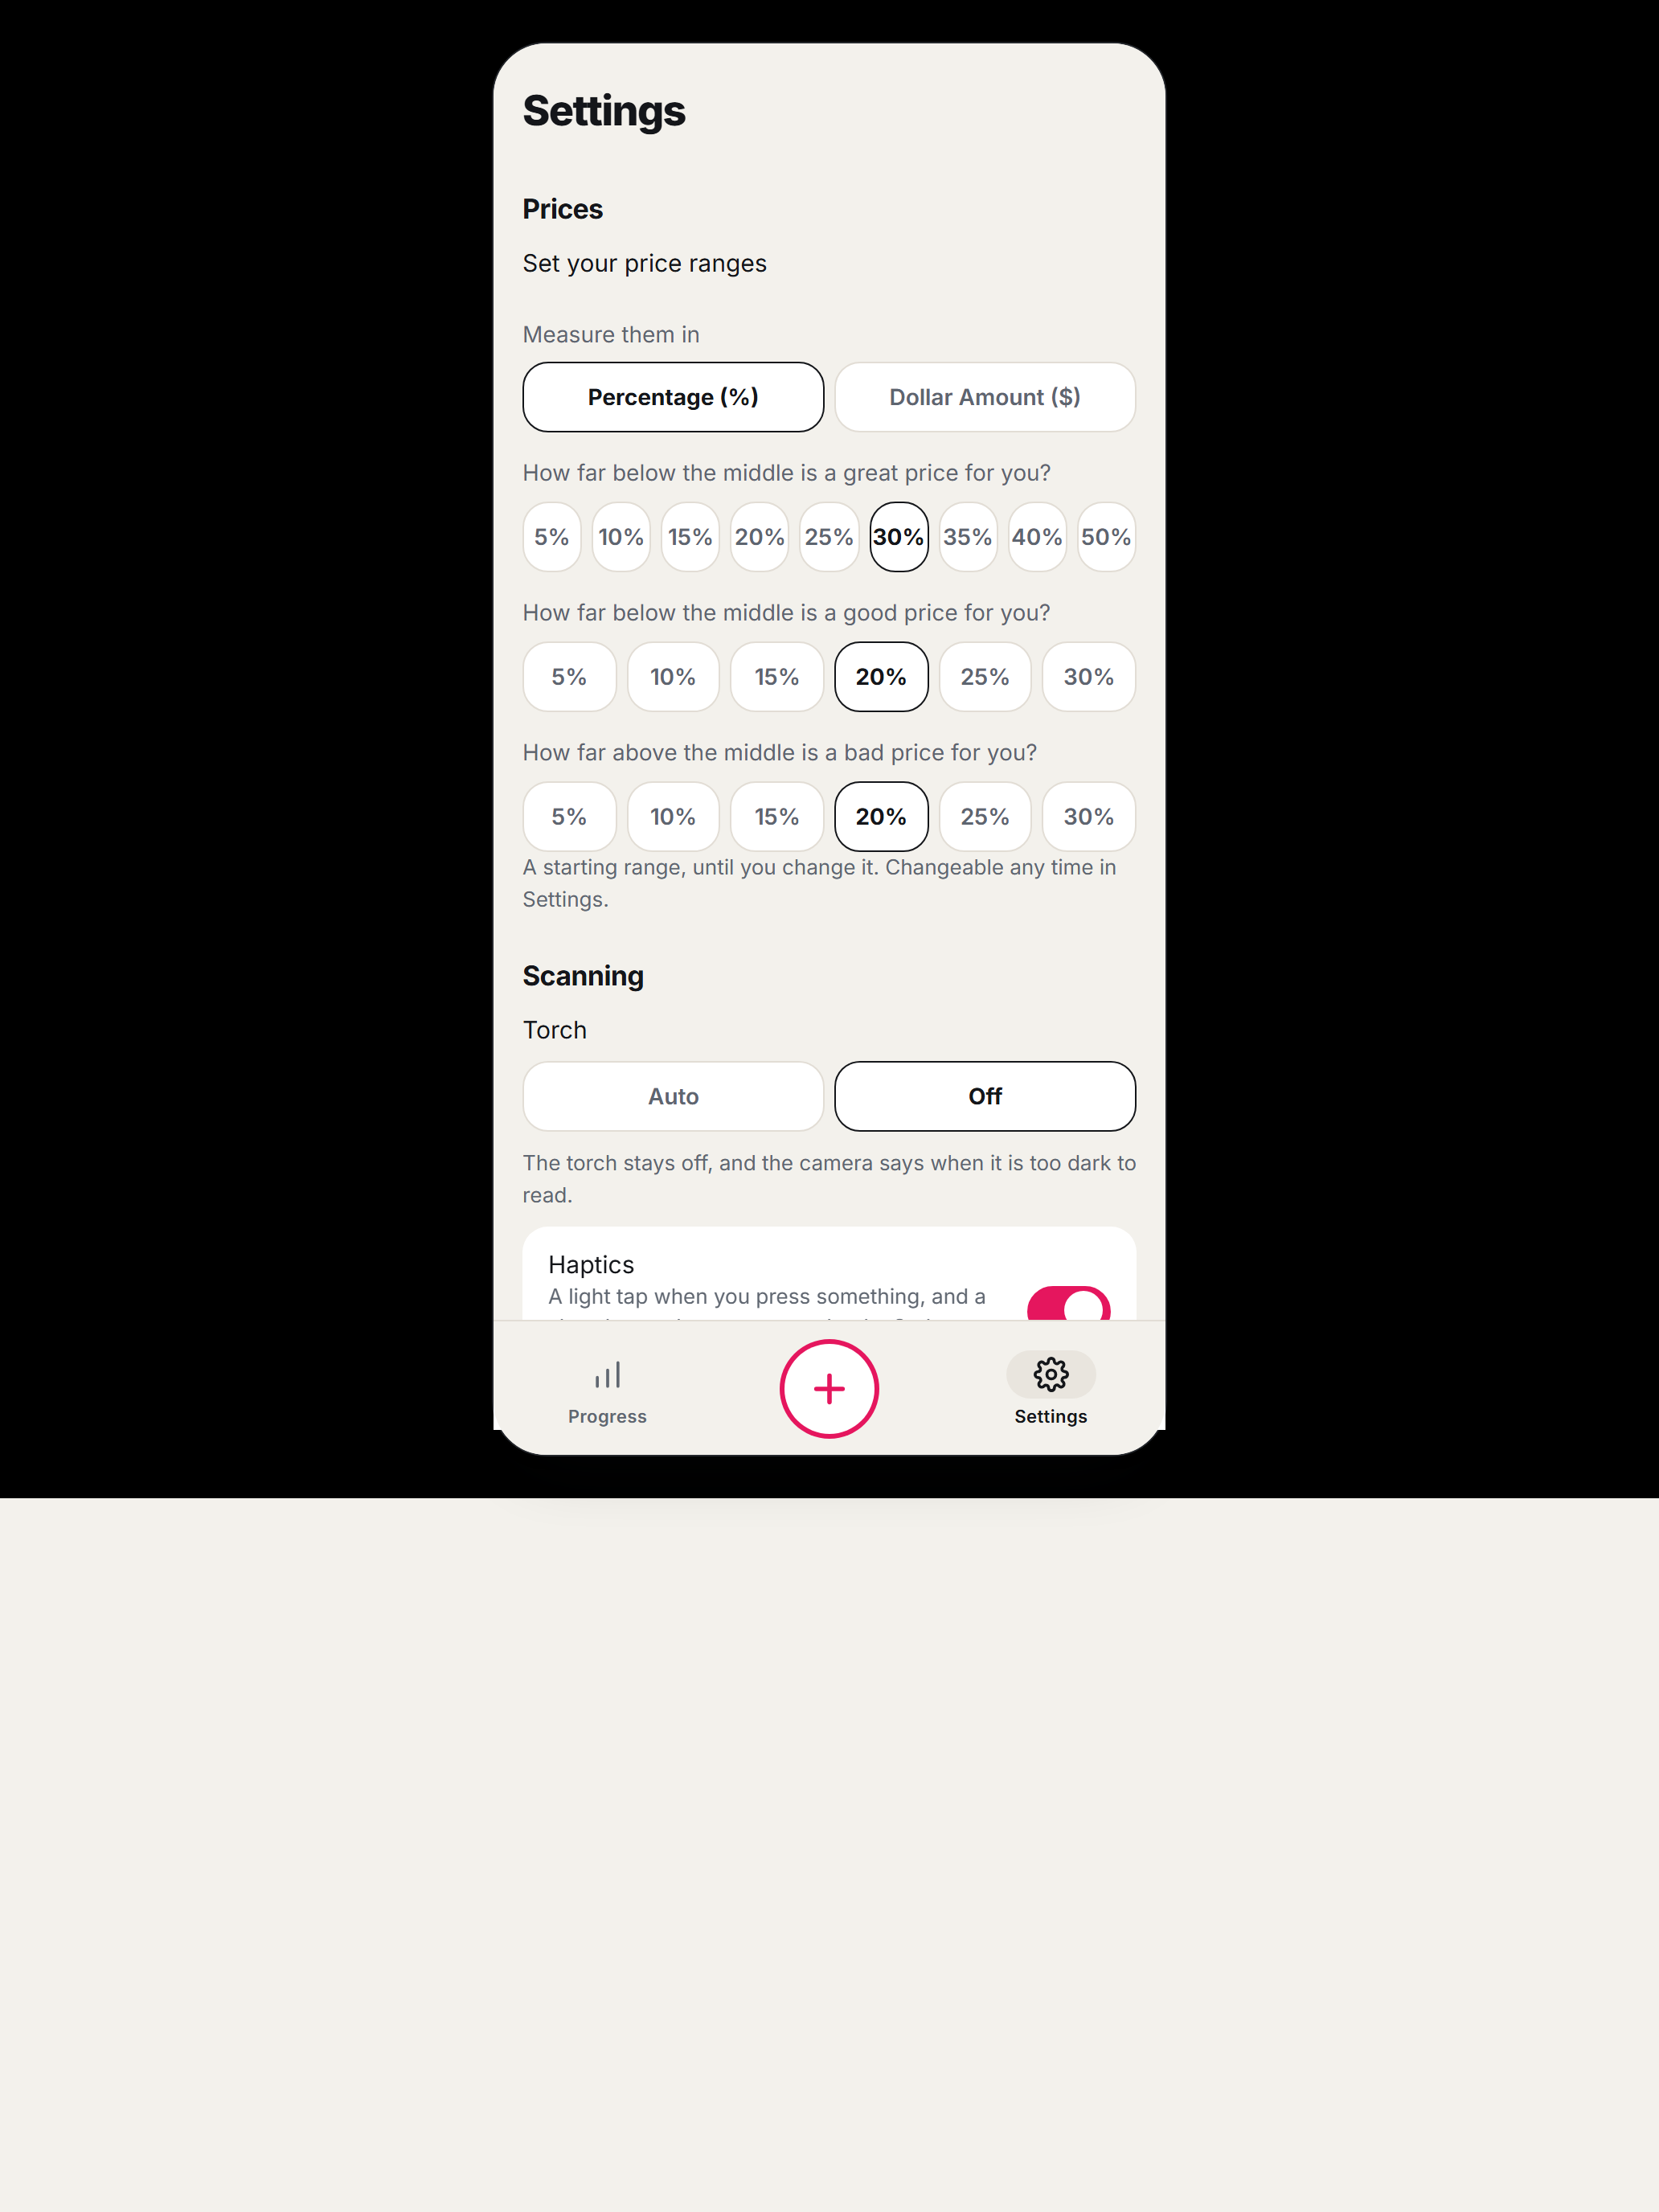 Settings
Prices
Set your price ranges
Measure them in
Percentage (%) Dollar Amount ($)
How far below the middle is a great price for you?
5% 10% 15% 20% 25% 30% 35% 40% 50%
How far below the middle is a good price for you?
5% 10% 15% 20% 25% 30%
How far above the middle is a bad price for you?
5% 10% 15% 20% 25% 30%
A starting range, until you change it. Changeable any time in
Settings.
Scanning
Torch
Auto Off
The torch stays off, and the camera says when it is too dark to
read.
Haptics
A light tap when you press something, and a
Progress Settings